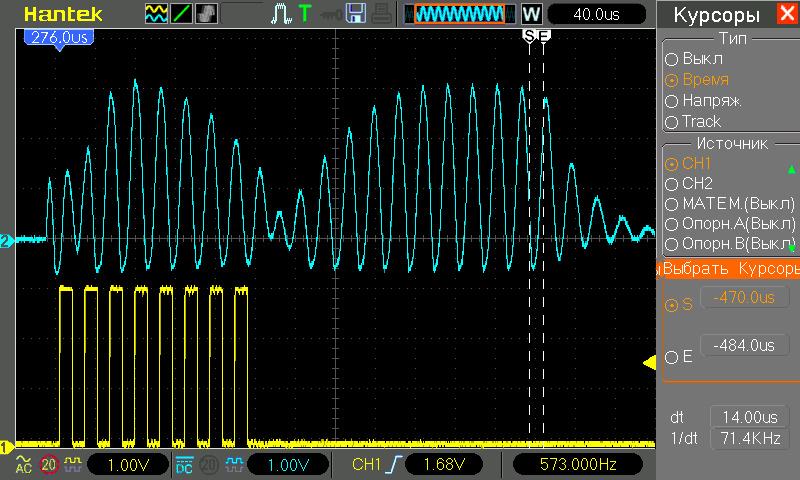 Hantek T W 40.0us Курсоры
276.0us
S E
Тип
Выкл
Время
Напряж.
Track
Источник
CH1
CH2
МАТЕМ.(Выкл)
Опорн.A(Выкл)
Опорн.B(Выкл)
2
Выбрать Курсоры
S -470.0us
E -484.0us
dt 14.00us
1/dt 71.4KHz
1
AC 20 1.00V DC 20 1.00V CH1 1.68V 573.000Hz